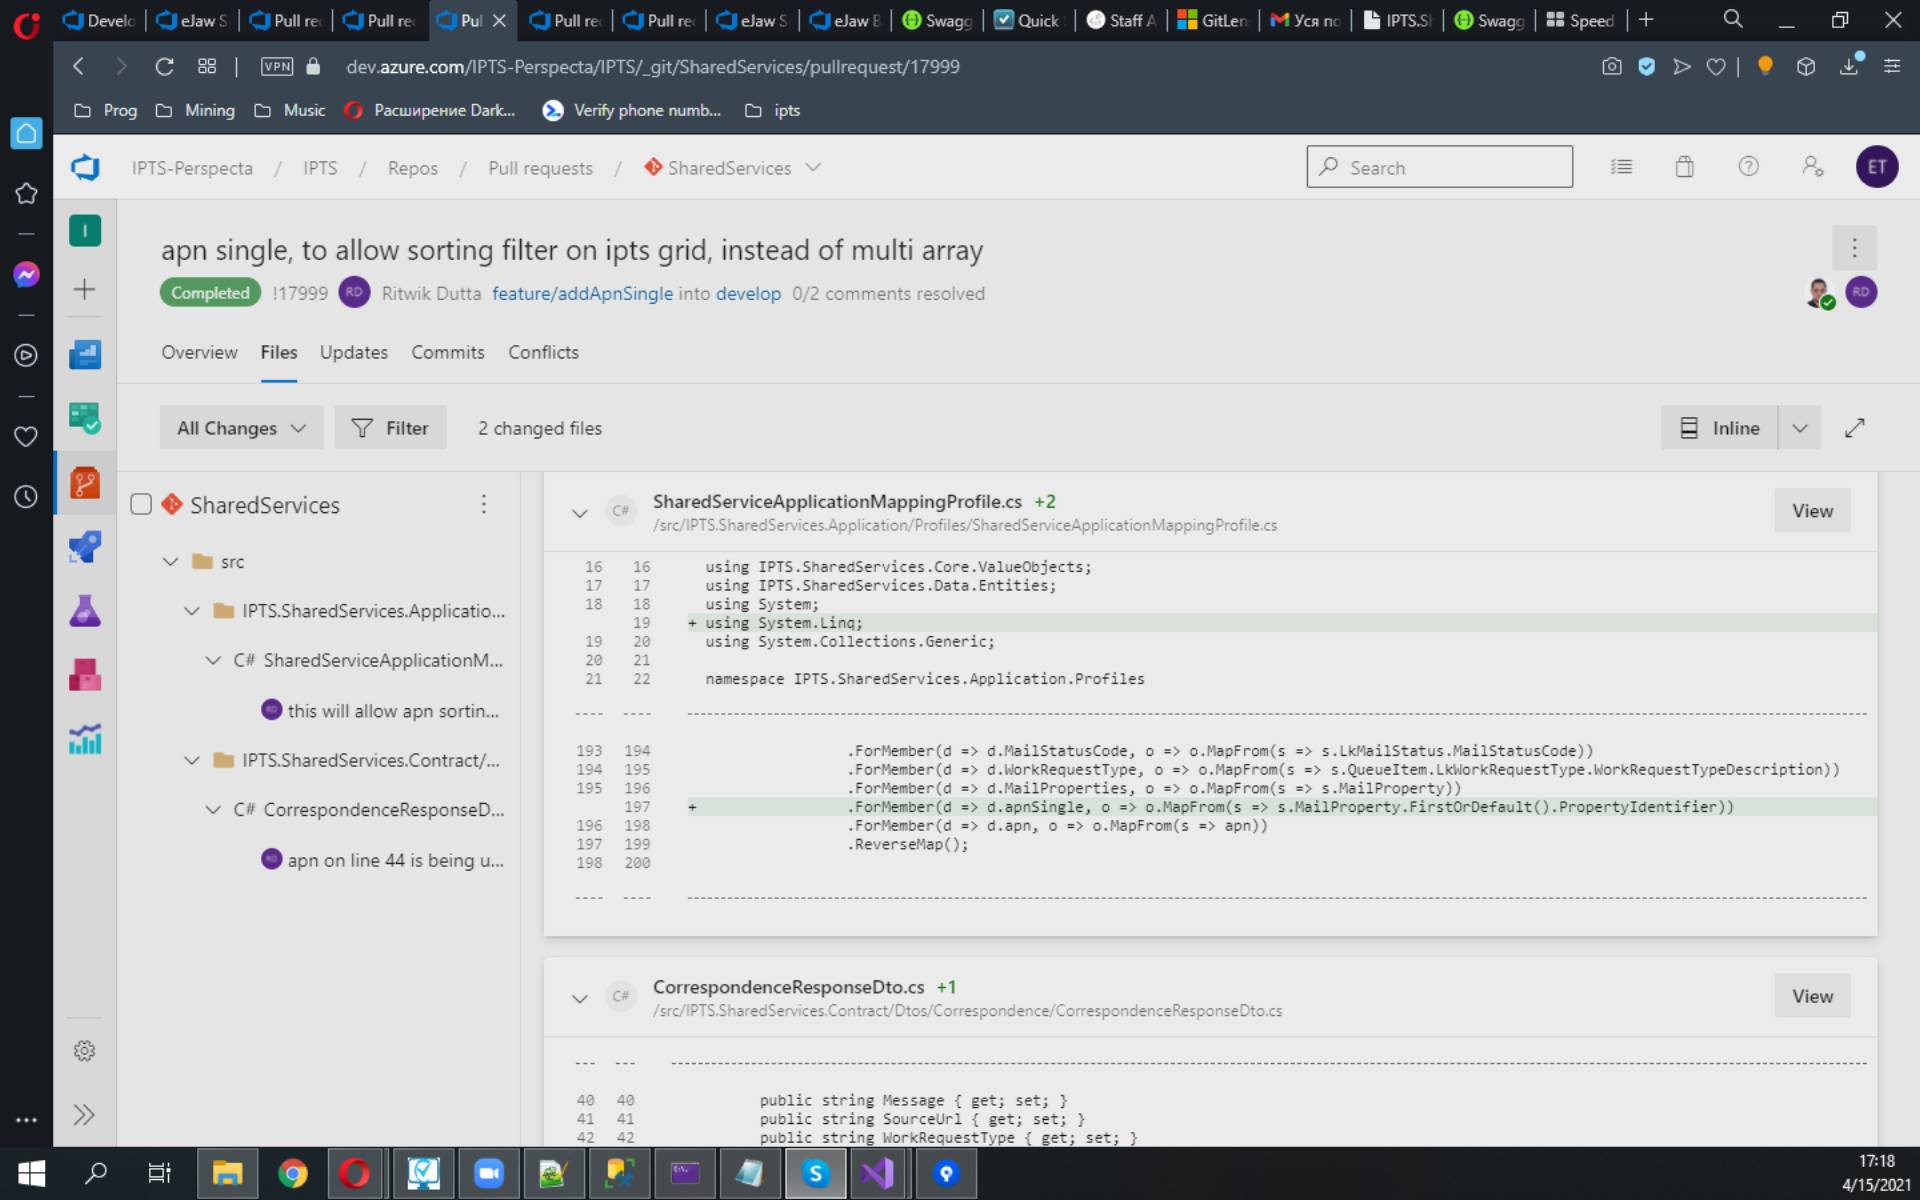 Develo
eJaw S
Pull rec
Pull rec
Pul
Pull rec
Pull rec
eJaw S
eJaw B
Swagg
Quick
Staff A
GitLen
Уся по
IPTS.Sh
Swagg
Speed
VPN
dev.azure.com/IPTS-Perspecta/IPTS/_git/SharedServices/pullrequest/17999
Prog
Mining
Music
Расширение Dark...
Verify phone numb...
ipts
IPTS-Perspecta / IPTS / Repos / Pull requests / SharedServices
Search
ET
I
apn single, to allow sorting filter on ipts grid, instead of multi array
Completed !17999 RD Ritwik Dutta feature/addApnSingle into develop 0/2 comments resolved
RD
Overview Files Updates Commits Conflicts
All Changes
Filter
2 changed files
Inline
SharedServices
src
IPTS.SharedServices.Applicatio...
C# SharedServiceApplicationM...
this will allow apn sortin...
IPTS.SharedServices.Contract/...
C# CorrespondenceResponseD...
apn on line 44 is being u...
C#
SharedServiceApplicationMappingProfile.cs +2
/src/IPTS.SharedServices.Application/Profiles/SharedServiceApplicationMappingProfile.cs
View
16 16 using IPTS.SharedServices.Core.ValueObjects;
17 17 using IPTS.SharedServices.Data.Entities;
18 18 using System;
19 + using System.Linq;
19 20 using System.Collections.Generic;
20 21
21 22 namespace IPTS.SharedServices.Application.Profiles
193 194 .ForMember(d => d.MailStatusCode, o => o.MapFrom(s => s.LkMailStatus.MailStatusCode))
194 195 .ForMember(d => d.WorkRequestType, o => o.MapFrom(s => s.QueueItem.LkWorkRequestType.WorkRequestTypeDescription))
195 196 .ForMember(d => d.MailProperties, o => o.MapFrom(s => s.MailProperty))
197 + .ForMember(d => d.apnSingle, o => o.MapFrom(s => s.MailProperty.FirstOrDefault().PropertyIdentifier))
196 198 .ForMember(d => d.apn, o => o.MapFrom(s => apn))
197 199 .ReverseMap();
198 200
C#
CorrespondenceResponseDto.cs +1
/src/IPTS.SharedServices.Contract/Dtos/Correspondence/CorrespondenceResponseDto.cs
View
40 40 public string Message { get; set; }
41 41 public string SourceUrl { get; set; }
42 42 public string WorkRequestType { get; set; }
17:18
4/15/2021